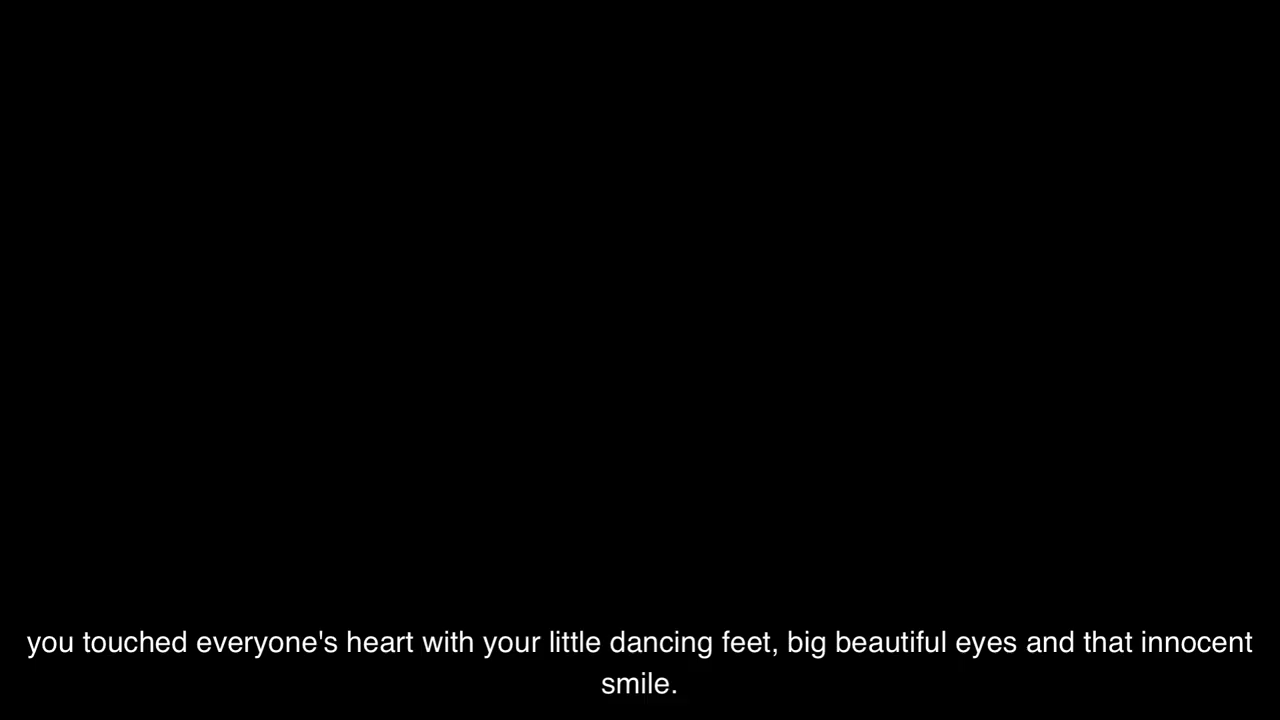 you touched everyone's heart with your little dancing feet, big beautiful eyes and that innocent
smile.